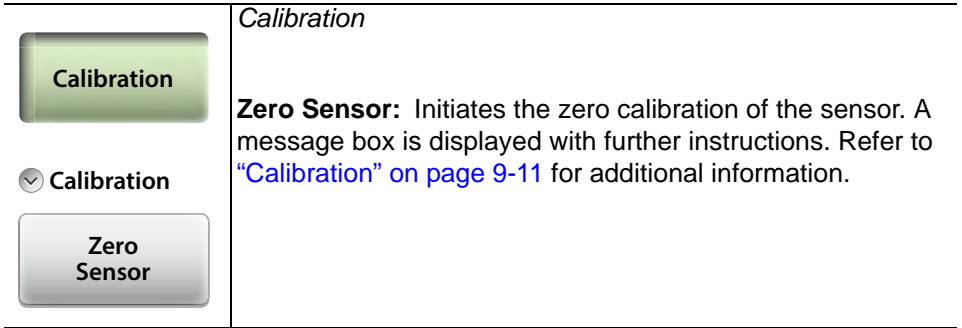 Calibration
Calibration
Zero
Sensor
Calibration
Zero Sensor: Initiates the zero calibration of the sensor. A
message box is displayed with further instructions. Refer to
“Calibration” on page 9-11 for additional information.